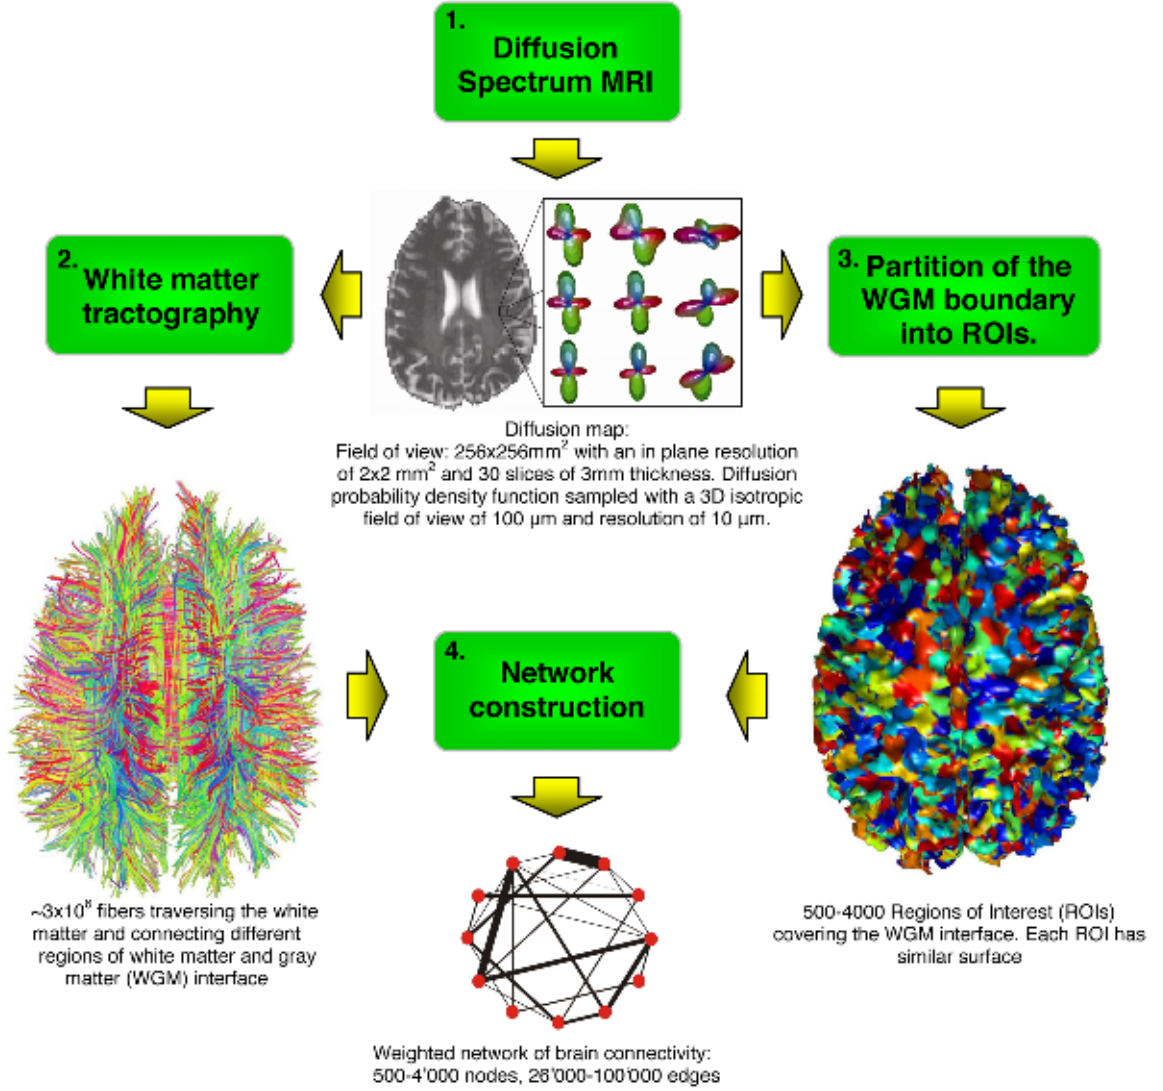 1.
Diffusion
Spectrum MRI
2.
White matter
tractography
3.
Partition of the
WGM boundary
into ROIs.
Diffusion map:
Field of view: 256x256mm² with an in plane resolution
of 2x2 mm² and 30 slices of 3mm thickness. Diffusion
probability density function sampled with a 3D isotropic
field of view of 100 µm and resolution of 10 µm.
4.
Network
construction
~3x10⁶ fibers traversing the white
matter and connecting different
regions of white matter and gray
matter (WGM) interface
500-4000 Regions of Interest (ROIs)
covering the WGM interface. Each ROI has
similar surface
Weighted network of brain connectivity:
500-4'000 nodes, 26'000-100'000 edges